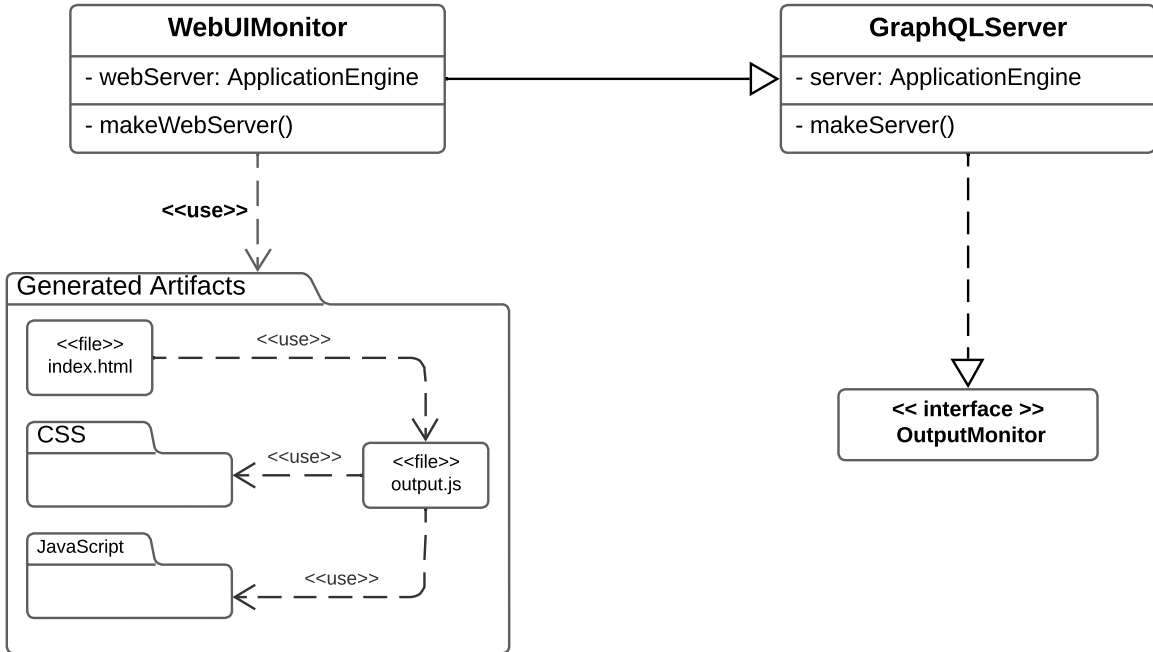 WebUIMonitor
- webServer: ApplicationEngine
- makeWebServer()
GraphQLServer
- server: ApplicationEngine
- makeServer()
<<use>>
Generated Artifacts
<<file>>
index.html
<<use>>
CSS
<<use>>
<<file>>
output.js
JavaScript
<<use>>
<< interface >>
OutputMonitor